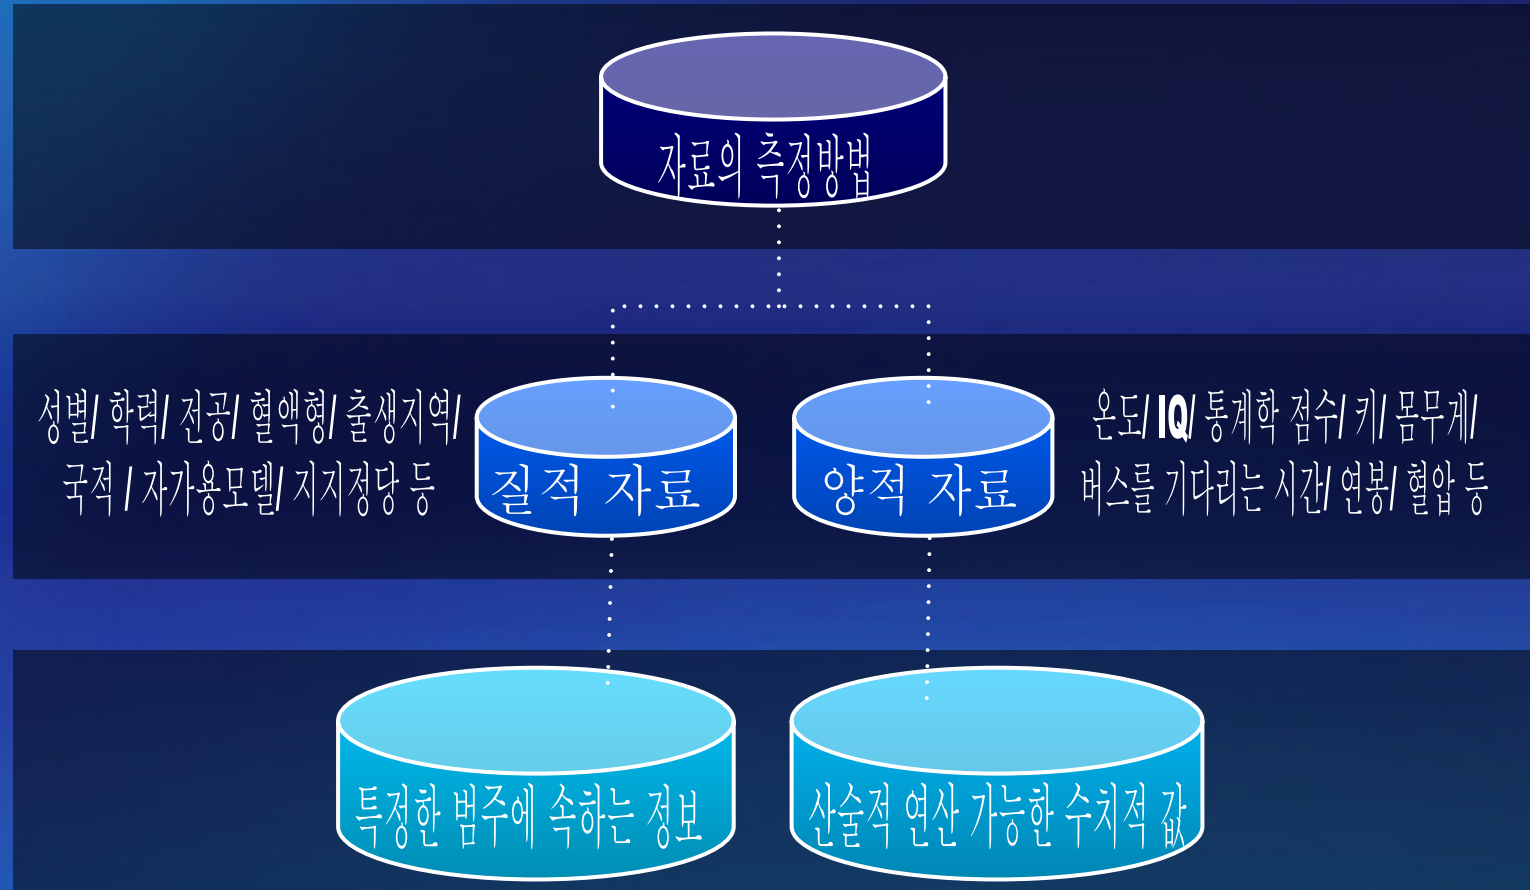 자료의 측정방법
성별/ 학력/ 전공/ 혈액형/ 출생지역/
국적 / 자가용모델/ 지지정당 등
질적 자료
양적 자료
온도/ IQ/ 통계학 점수/ 키/ 몸무게/
버스를 기다리는 시간/ 연봉/ 혈압 등
특정한 범주에 속하는 정보
산술적 연산 가능한 수치적 값